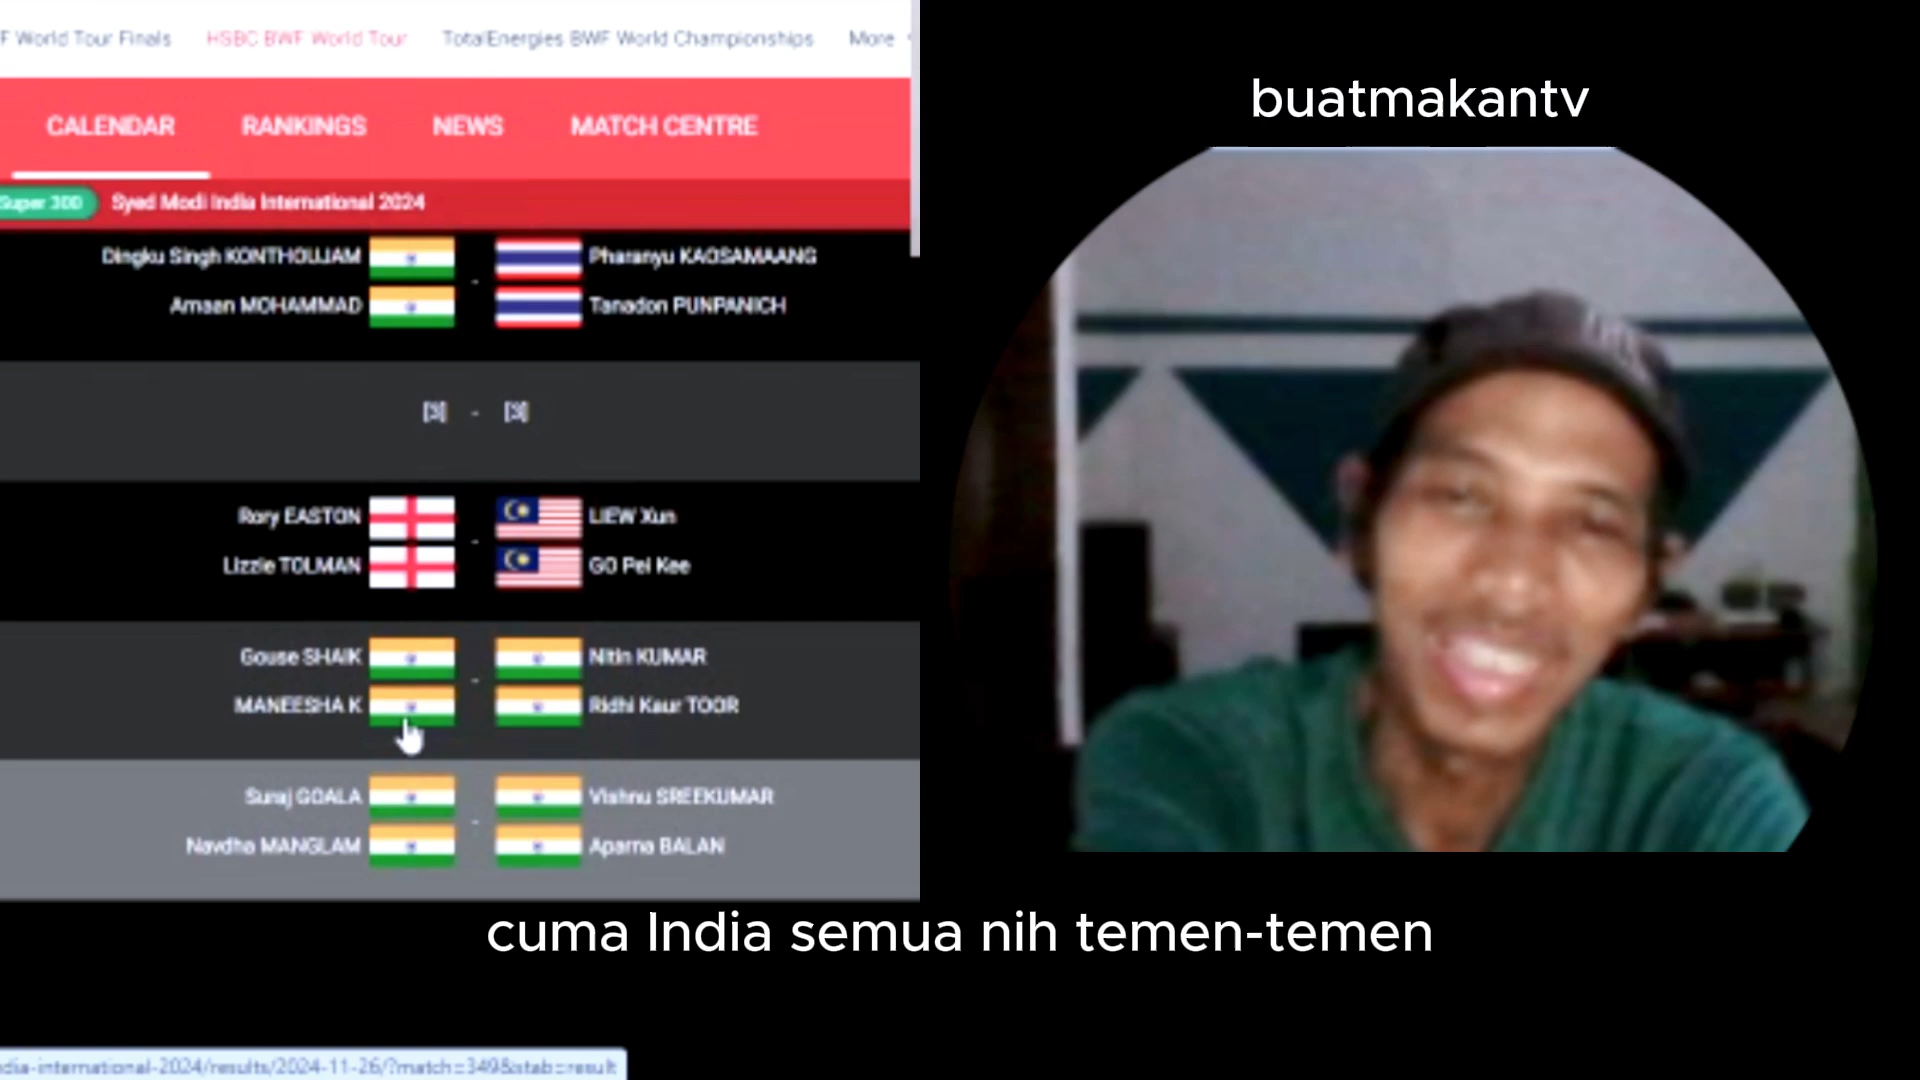 F World Tour Finals HSBC BWF World Tour TotalEnergies BWF World Championships More
CALENDAR RANKINGS NEWS MATCH CENTRE
Super 300 Syed Modi India International 2024
Dingku Singh KONTHOUJAM Pharanyu KAOSAMAANG
-
Amaan MOHAMMAD Tanadon PUNPANICH
[3] - [3]
Rory EASTON LIEW Xun
-
Lizzie TOLMAN GO Pei Kee
Gouse SHAIK Nitin KUMAR
-
MANEESHA K Ridhi Kaur TOOR
Suraj GOALA Vishnu SREEKUMAR
-
Navdha MANGLAM Aparna BALAN
buatmakantv
cuma India semua nih temen-temen
dia-international-2024/results/2024-11-26/?match=349&stab=result